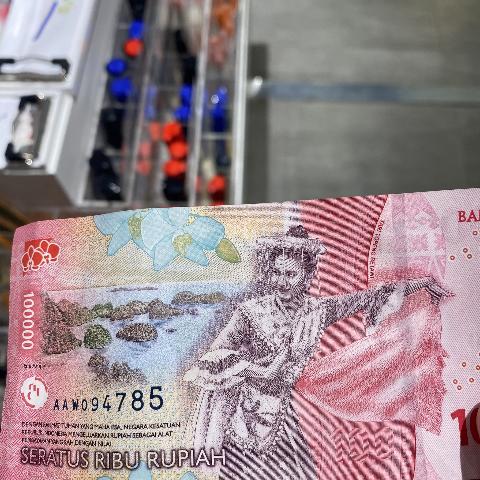 BAN
100000
AAW094785
DENGAN RAHMAT TUHAN YANG MAHA ESA, NEGARA KESATUAN
REPUBLIK INDONESIA MENGELUARKAN RUPIAH SEBAGAI ALAT
PEMBAYARAN YANG SAH DENGAN NILAI
SERATUS RIBU RUPIAH
10